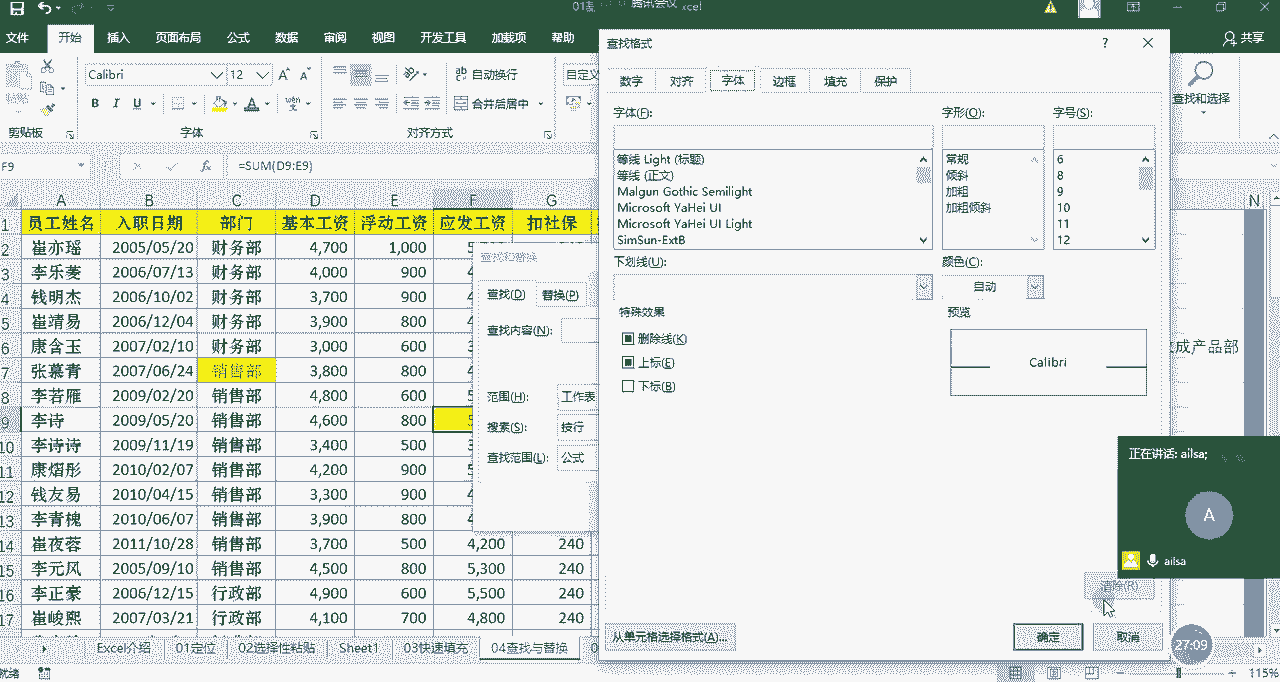 01 腾讯会议 xcel
文件 开始 插入 页面布局 公式 数据 审阅 视图 开发工具 加载项 帮助 共享
Calibri 12 自动换行 自定义
B I U 合并后居中 查找和选择
剪贴板 字体 对齐方式
F9 fx =SUM(D9:E9)
A B C D E F G N
1 员工姓名 入职日期 部门 基本工资 浮动工资 应发工资 扣社保
2 崔亦瑶 2005/05/20 财务部 4,700 1,000
3 李乐菱 2006/07/13 财务部 4,000 900
4 钱明杰 2006/10/02 财务部 3,700 900
5 崔靖易 2006/12/04 财务部 3,900 800
6 康含玉 2007/02/10 财务部 3,000 600
7 张慕青 2007/06/24 销售部 3,800 800
8 李若雁 2009/02/20 销售部 4,800 600
9 李诗 2009/05/20 销售部 4,600 800
10 李诗诗 2009/11/19 销售部 3,400 500
11 康熠彤 2010/02/07 销售部 4,200 900
12 钱友易 2010/04/15 销售部 3,300 900
13 李青槐 2010/06/07 销售部 3,900 800
14 崔夜蓉 2011/10/28 销售部 3,700 500 4,200 240
15 李元风 2005/09/10 销售部 4,500 800 5,300 240
16 李正豪 2006/12/15 行政部 4,900 600 5,500 240
17 崔峻熙 2007/03/21 行政部 4,100 700 4,800 240
成产品部
查找和替换
查找(D) 替换(P)
查找内容(N):
范围(H): 工作表
搜索(S): 按行
查找范围(L): 公式
查找格式 ?
数字 对齐 字体 边框 填充 保护
字体(F): 字形(O): 字号(S):
等线 Light (标题) 常规 6
等线 (正文) 倾斜 8
Malgun Gothic Semilight 加粗 9
Microsoft YaHei UI 加粗倾斜 10
Microsoft YaHei UI Light 11
SimSun-ExtB 12
下划线(U): 颜色(C):
自动
特殊效果 预览
删除线(K)
上标(E) Calibri
下标(B)
清除(R)
从单元格选择格式(A)... 确定 取消
正在讲话: ailsa;
A
ailsa
27:09
Excel介绍 01定位 02选择性粘贴 03快速填充 查找与替换
就绪 115%